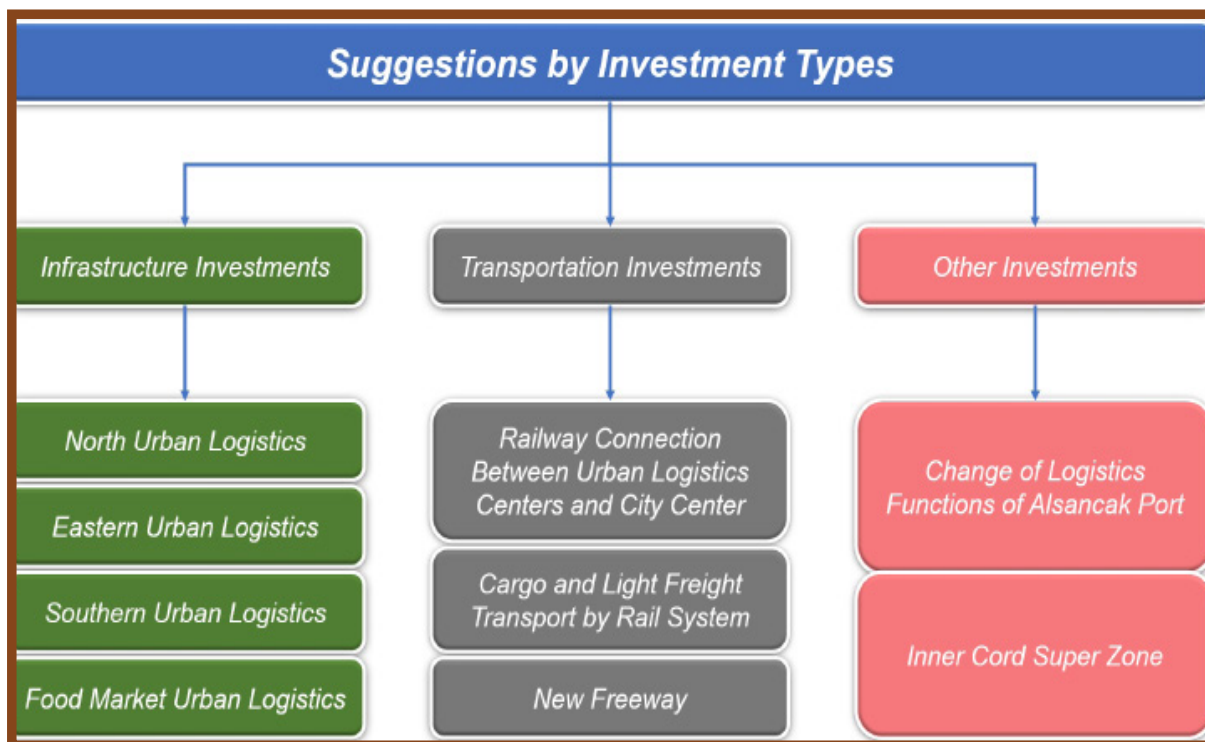 Suggestions by Investment Types
Infrastructure Investments
Transportation Investments
Other Investments
North Urban Logistics
Eastern Urban Logistics
Southern Urban Logistics
Food Market Urban Logistics
Railway Connection
Between Urban Logistics
Centers and City Center
Cargo and Light Freight
Transport by Rail System
New Freeway
Change of Logistics
Functions of Alsancak Port
Inner Cord Super Zone